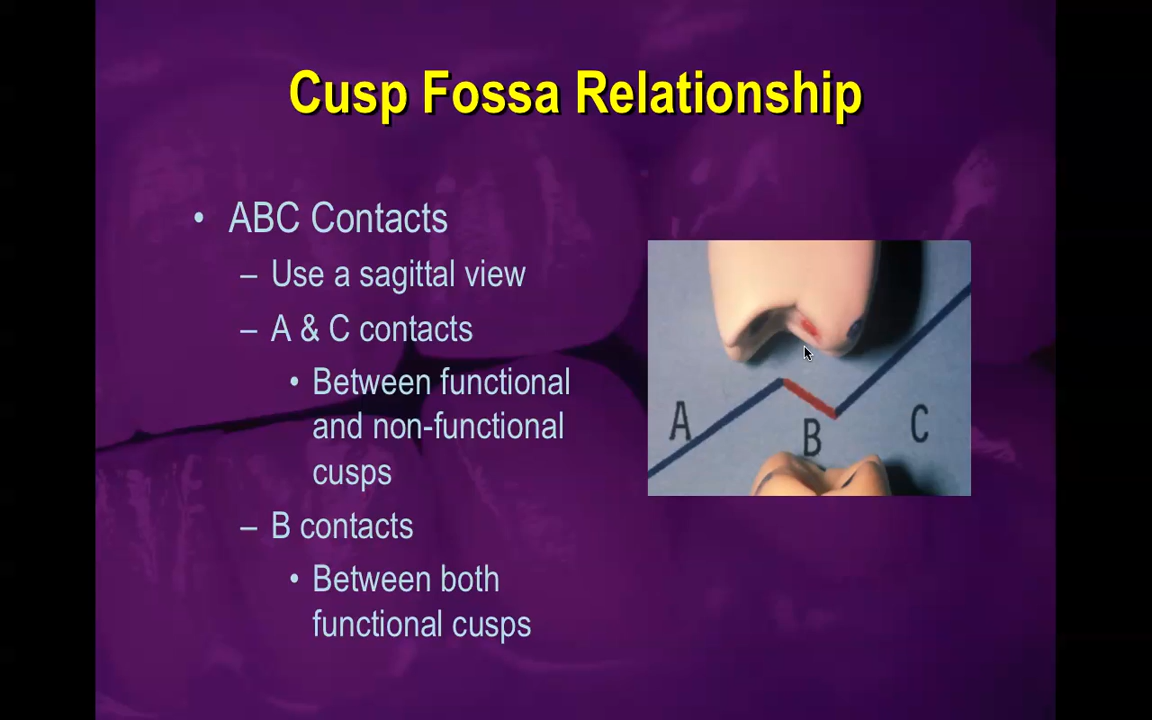 Cusp Fossa Relationship
• ABC Contacts
– Use a sagittal view
– A & C contacts
• Between functional
and non-functional
cusps
– B contacts
• Between both
functional cusps
A
B
C